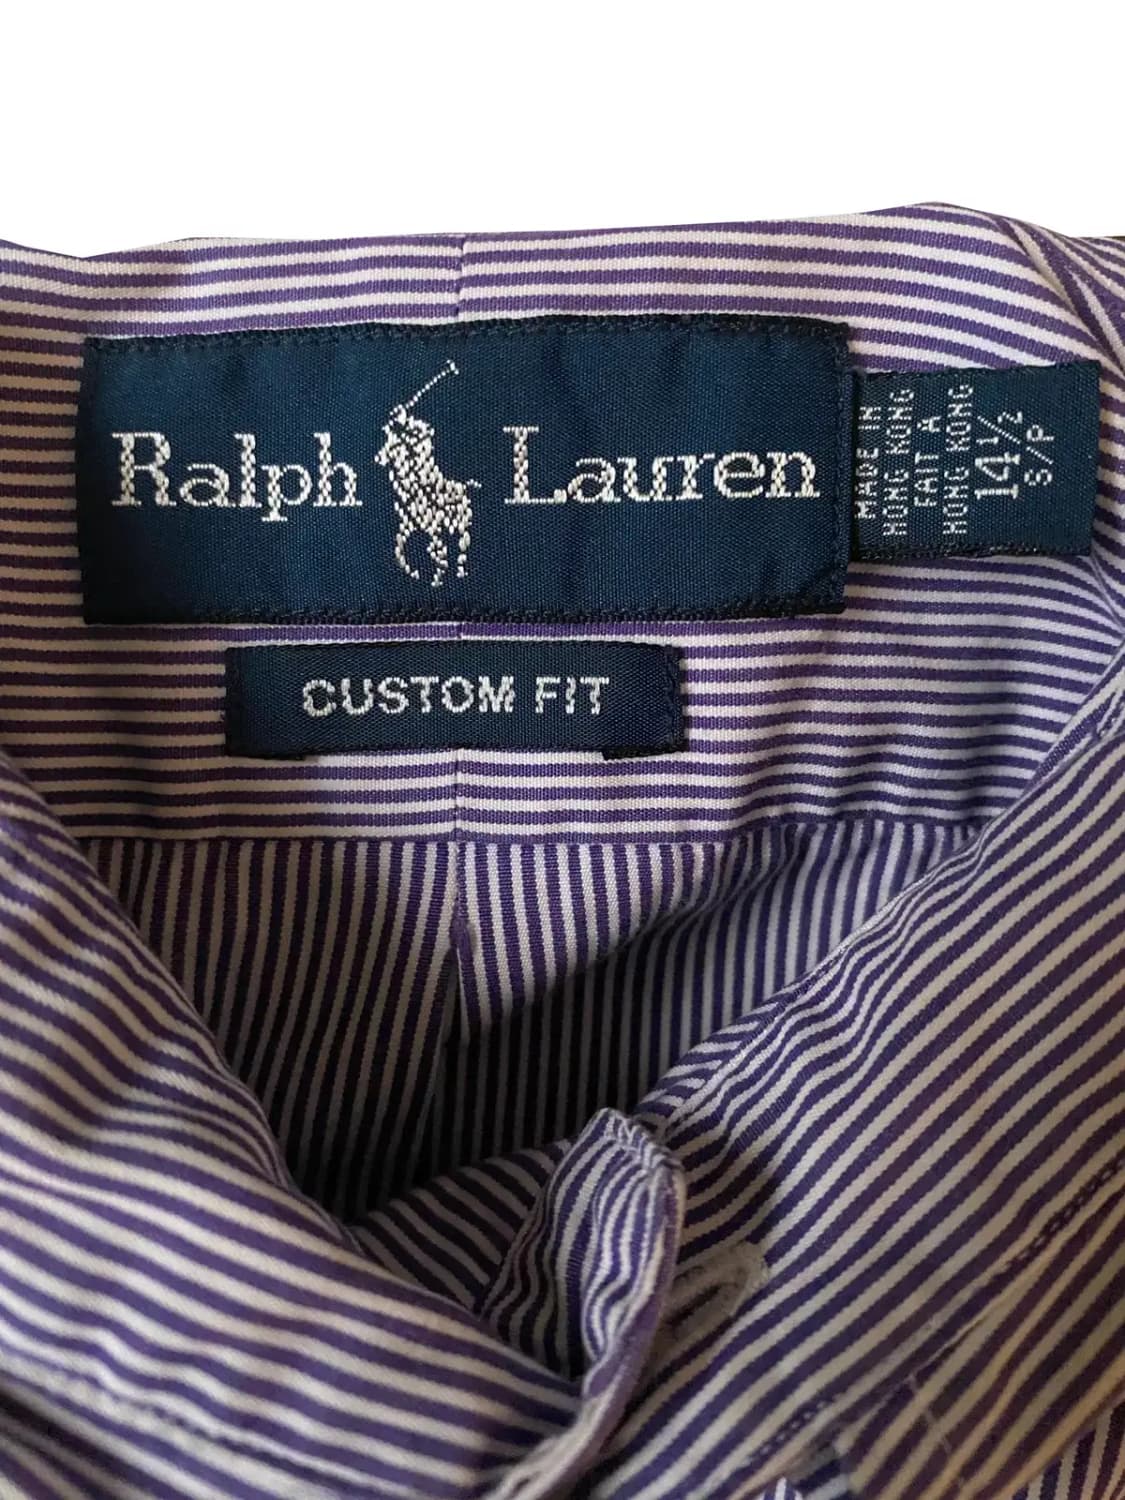 Ralph Lauren
CUSTOM FIT
MADE IN
HONG KONG
FAIT À
HONG KONG
14 1/2
S/P